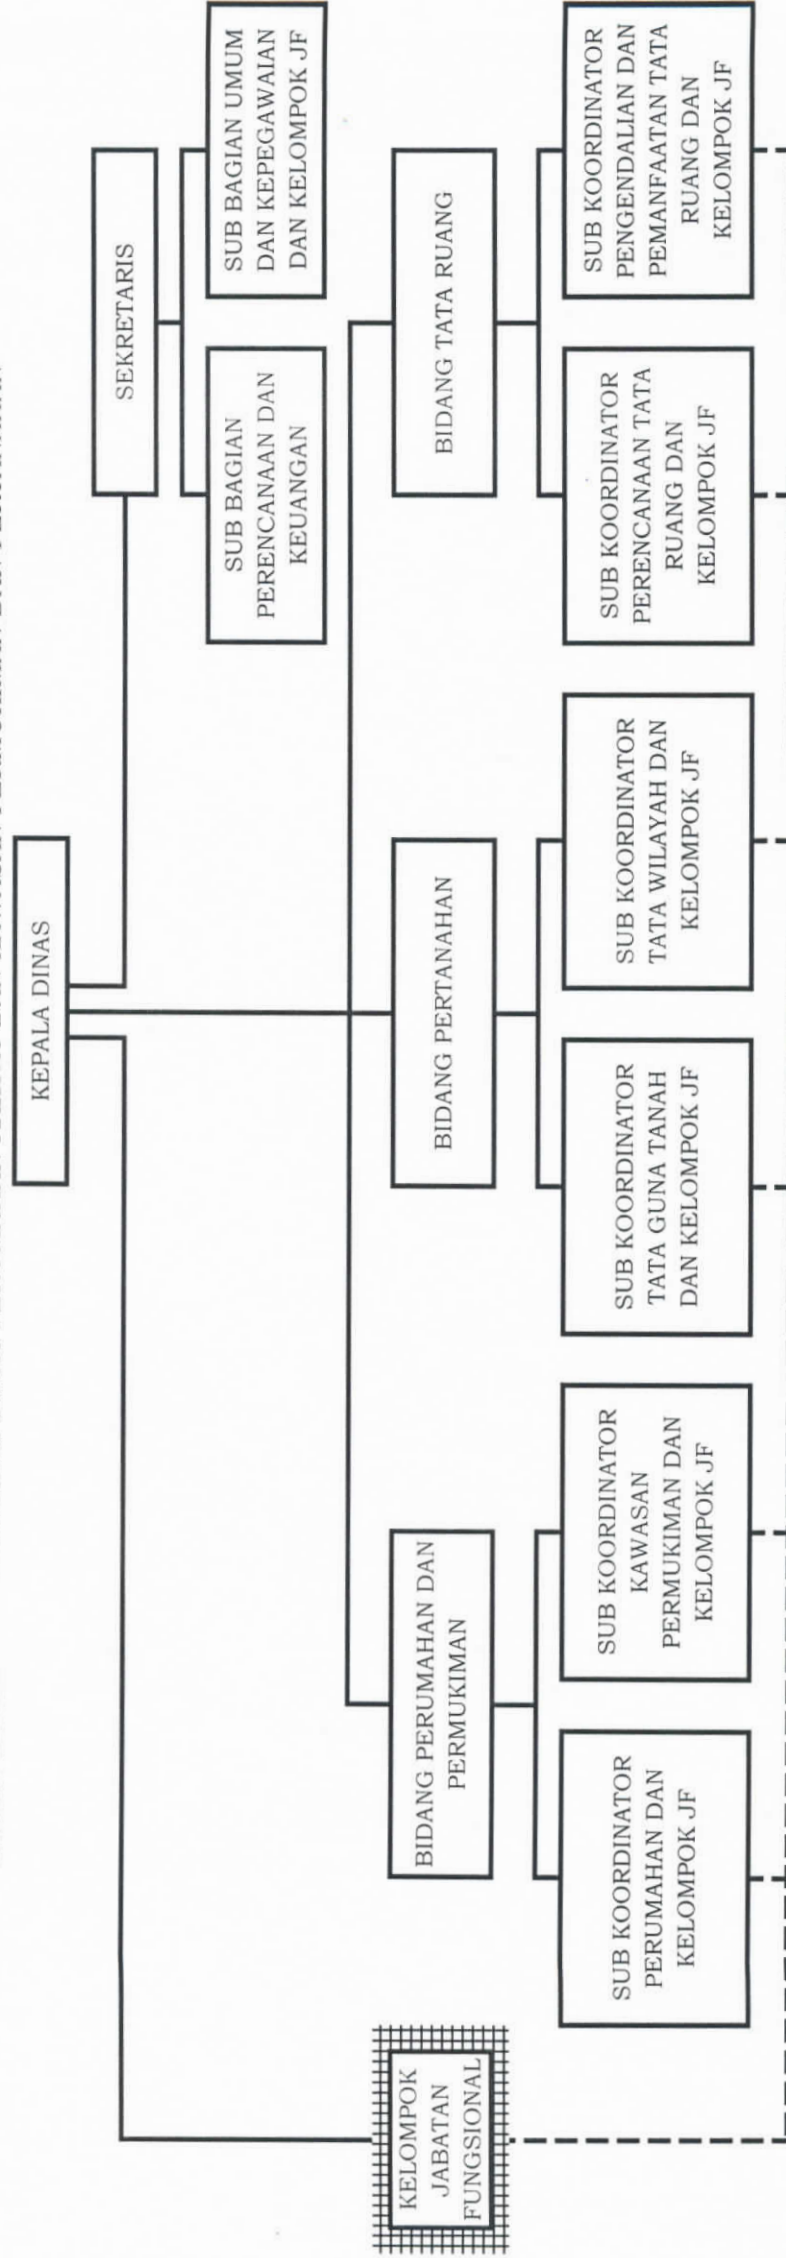 KEPALA DINAS
SEKRETARIS
SUB BAGIAN
PERENCANAAN DAN
KEUANGAN
SUB BAGIAN UMUM
DAN KEPEGAWAIAN
DAN KELOMPOK JF
KELOMPOK
JABATAN
FUNGSIONAL
BIDANG PERUMAHAN DAN
PERMUKIMAN
BIDANG PERTANAHAN
BIDANG TATA RUANG
SUB KOORDINATOR
PERUMAHAN DAN
KELOMPOK JF
SUB KOORDINATOR
KAWASAN
PERMUKIMAN DAN
KELOMPOK JF
SUB KOORDINATOR
TATA GUNA TANAH
DAN KELOMPOK JF
SUB KOORDINATOR
TATA WILAYAH DAN
KELOMPOK JF
SUB KOORDINATOR
PERENCANAAN TATA
RUANG DAN
KELOMPOK JF
SUB KOORDINATOR
PENGENDALIAN DAN
PEMANFAATAN TATA
RUANG DAN
KELOMPOK JF